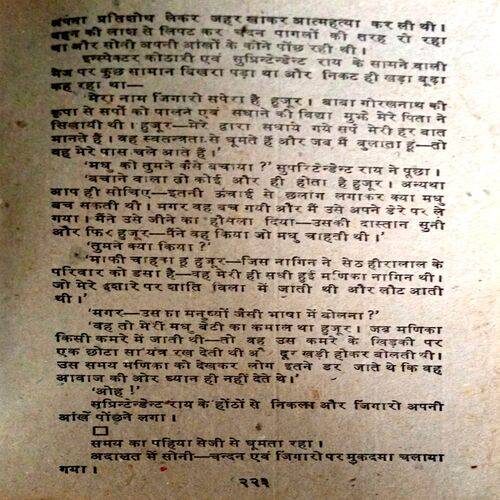 अपना प्रतिशोध लेकर जहर खाकर आत्महत्या कर ली थी।
बहन की लाश से लिपट कर चन्दन पागलों की तरह रो रहा
था और सोनी अपनी आंखों के कोने पोंछ रही थी।
इन्स्पेक्टर कोठारी एवं सुप्रिन्टेन्डेन्ट राय के सामने वाली
मेज पर कुछ सामान बिखरा पड़ा था और निकट ही खड़ा बूढ़ा
कह रहा था—
'मेरा नाम जिगारो सपेरा है हुजूर। बाबा गोरखनाथ की
कृपा से सर्पों को पालने एवं सधाने की विद्या मुझे मेरे पिता ने
सिखायी थी। हुजूर—मेरे द्वारा सधाये गये सर्प मेरी हर बात
मानते हैं। वह स्वतन्त्रता से घूमते हैं और जब मैं बुलाता हूं—तो
वह मेरे पास चले आते हैं।'
'मधु को तुमने कैसे बचाया ?' सुपरिन्टेन्डेन्ट राय ने पूछा।
'बचाने वाला तो कोई और ही होता है हुजूर। अन्यथा
आप ही सोचिए—इतनी ऊंचाई से छलांग लगाकर क्या मधु
बच सकती थी। मगर वह बच गयी और मैं उसे अपने डेरे पर ले
गया। मैंने उसे जीने का हौसला दिया—उसकी दास्तान सुनी
और फिर हुजूर—मैंने वह किया जो मधु चाहती थी।'
'तुमने क्या किया ?'
'माफी चाहता हूं हुजूर—जिस नागिन ने सेठ हीरालाल के
परिवार को डसा है—वह मेरी ही सधी हुई मणिका नागिन थी।
जो मेरे इशारे पर शांति विला में जाती थी और लौट आती
थी।'
'मगर—उसका मनुष्यों जैसी भाषा में बोलना ?'
'वह तो मेरी मधु बेटी का कमाल था हुजूर। जब मणिका
किसी कमरे में जाती थी—तो वह उस कमरे के खिड़की पर
एक छोटा सा यंत्र रख देती थी और दूर खड़ी होकर बोलती थी।
उस समय मणिका को देखकर लोग इतने डर जाते थे कि वह
आवाज की ओर ध्यान ही नहीं देते थे।'
'ओह !'
सुप्रिन्टेन्डेन्ट राय के होंठों से निकला और जिगारो अपनी
आंखें पोंछने लगा।
समय का पहिया तेजी से घूमता रहा।
अदालत में सोनी—चन्दन एवं जिगारो पर मुकदमा चलाया
गया।
२२३